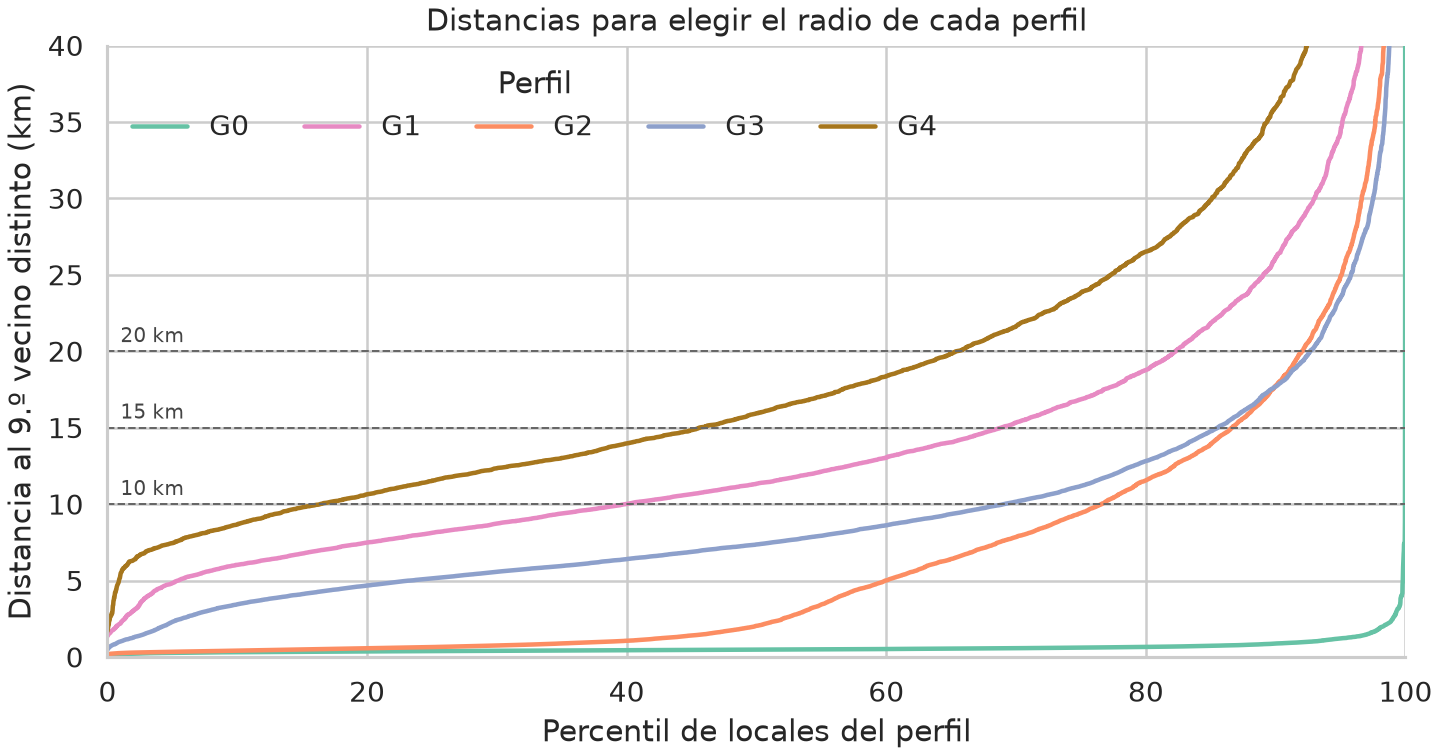 Distancias para elegir el radio de cada perfil
Distancia al 9.º vecino distinto (km)
40
35
30
25
20
15
10
5
0
Perfil
G0 G1 G2 G3 G4
20 km
15 km
10 km
0 20 40 60 80 100
Percentil de locales del perfil